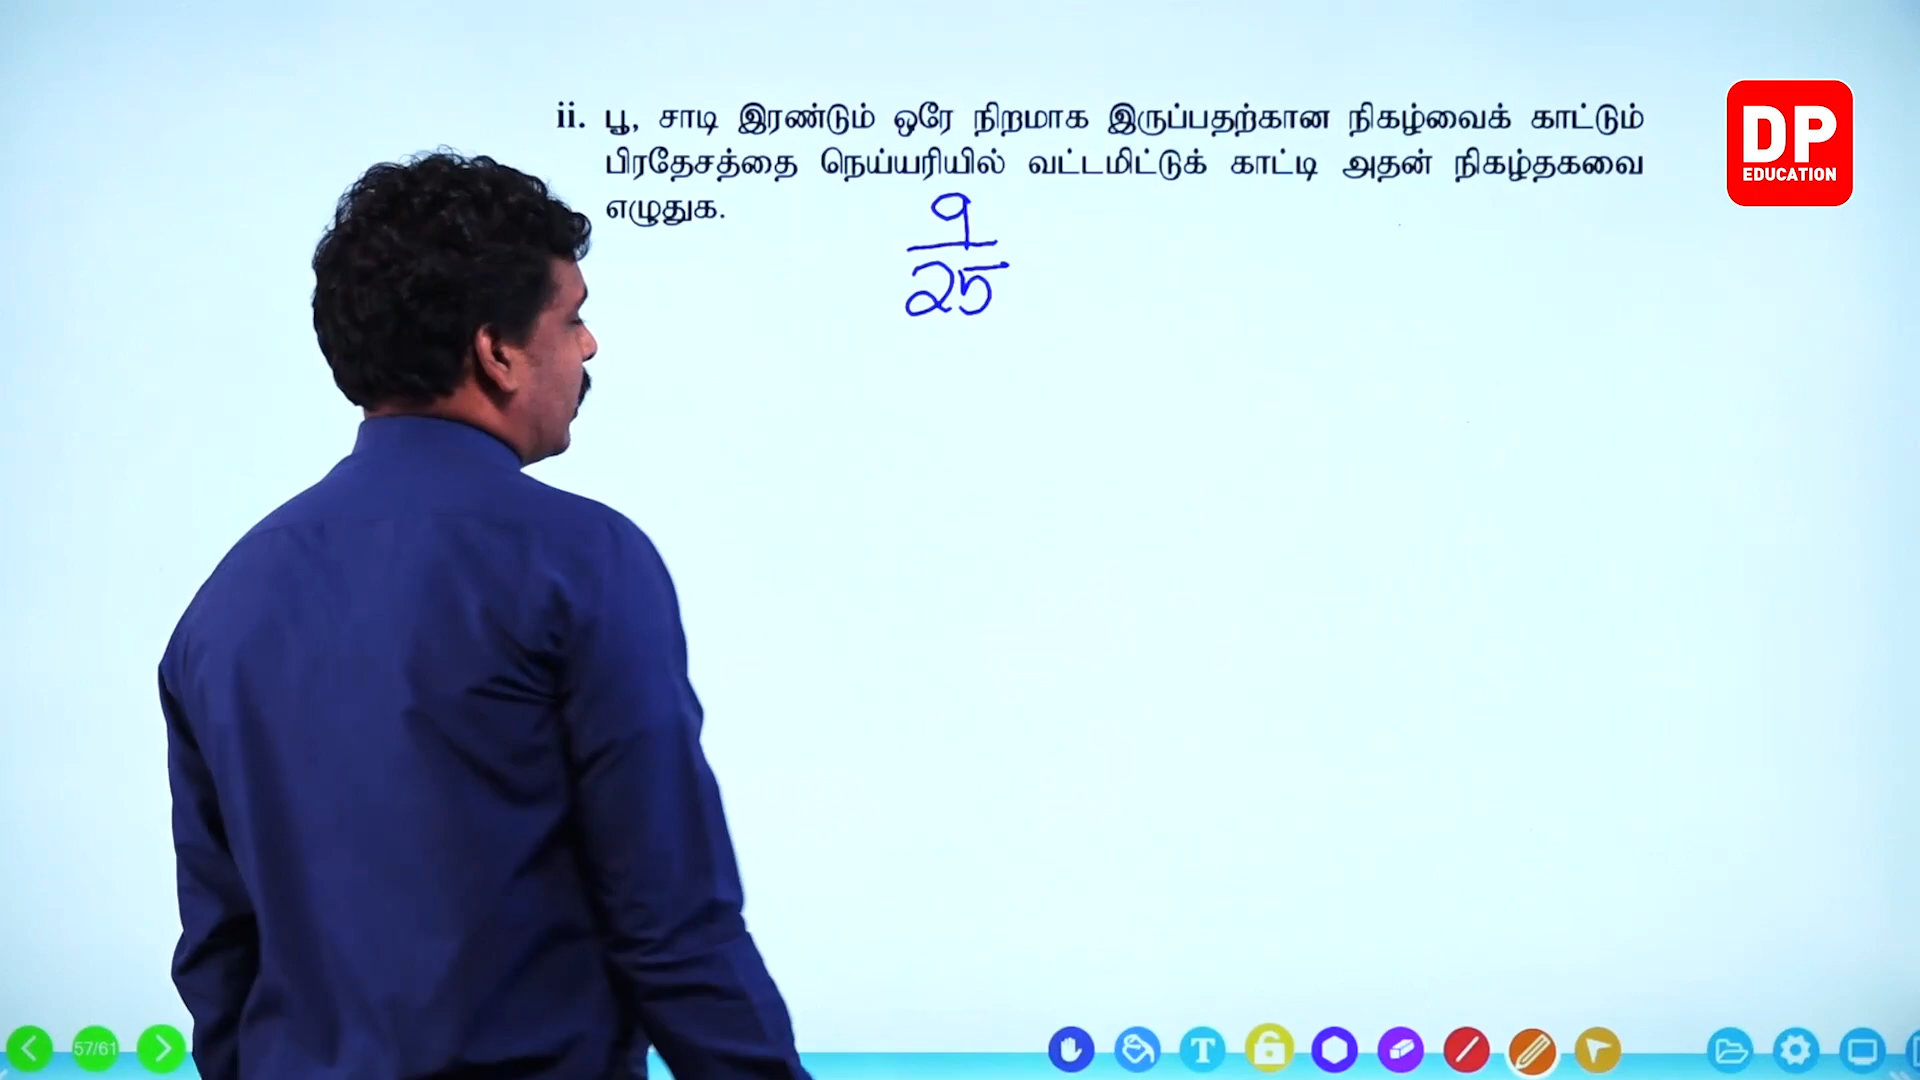 ii. பூ, சாடி இரண்டும் ஒரே நிறமாக இருப்பதற்கான நிகழ்வைக் காட்டும்
பிரதேசத்தை நெய்யரியில் வட்டமிட்டுக் காட்டி அதன் நிகழ்தகவை
எழுதுக.
9
25
DP
EDUCATION
57/61
T